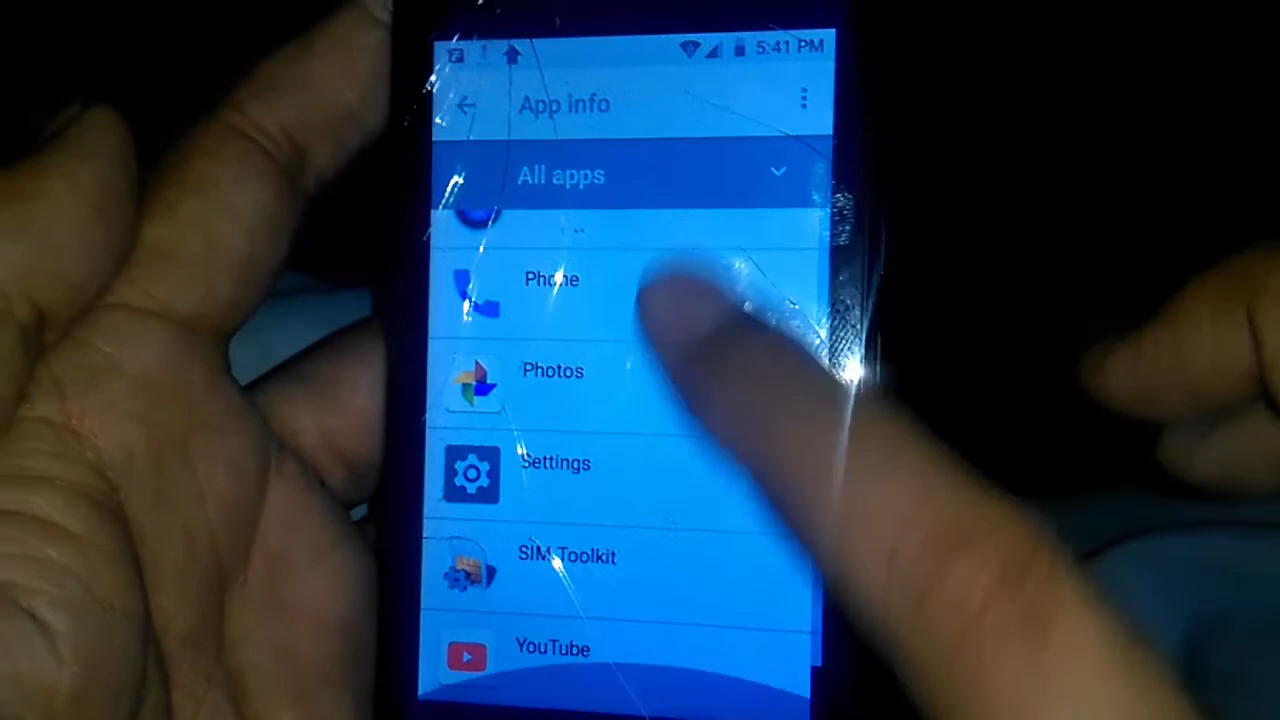 5:41 PM
App info
All apps
Phone
Photos
Settings
SIM Toolkit
YouTube